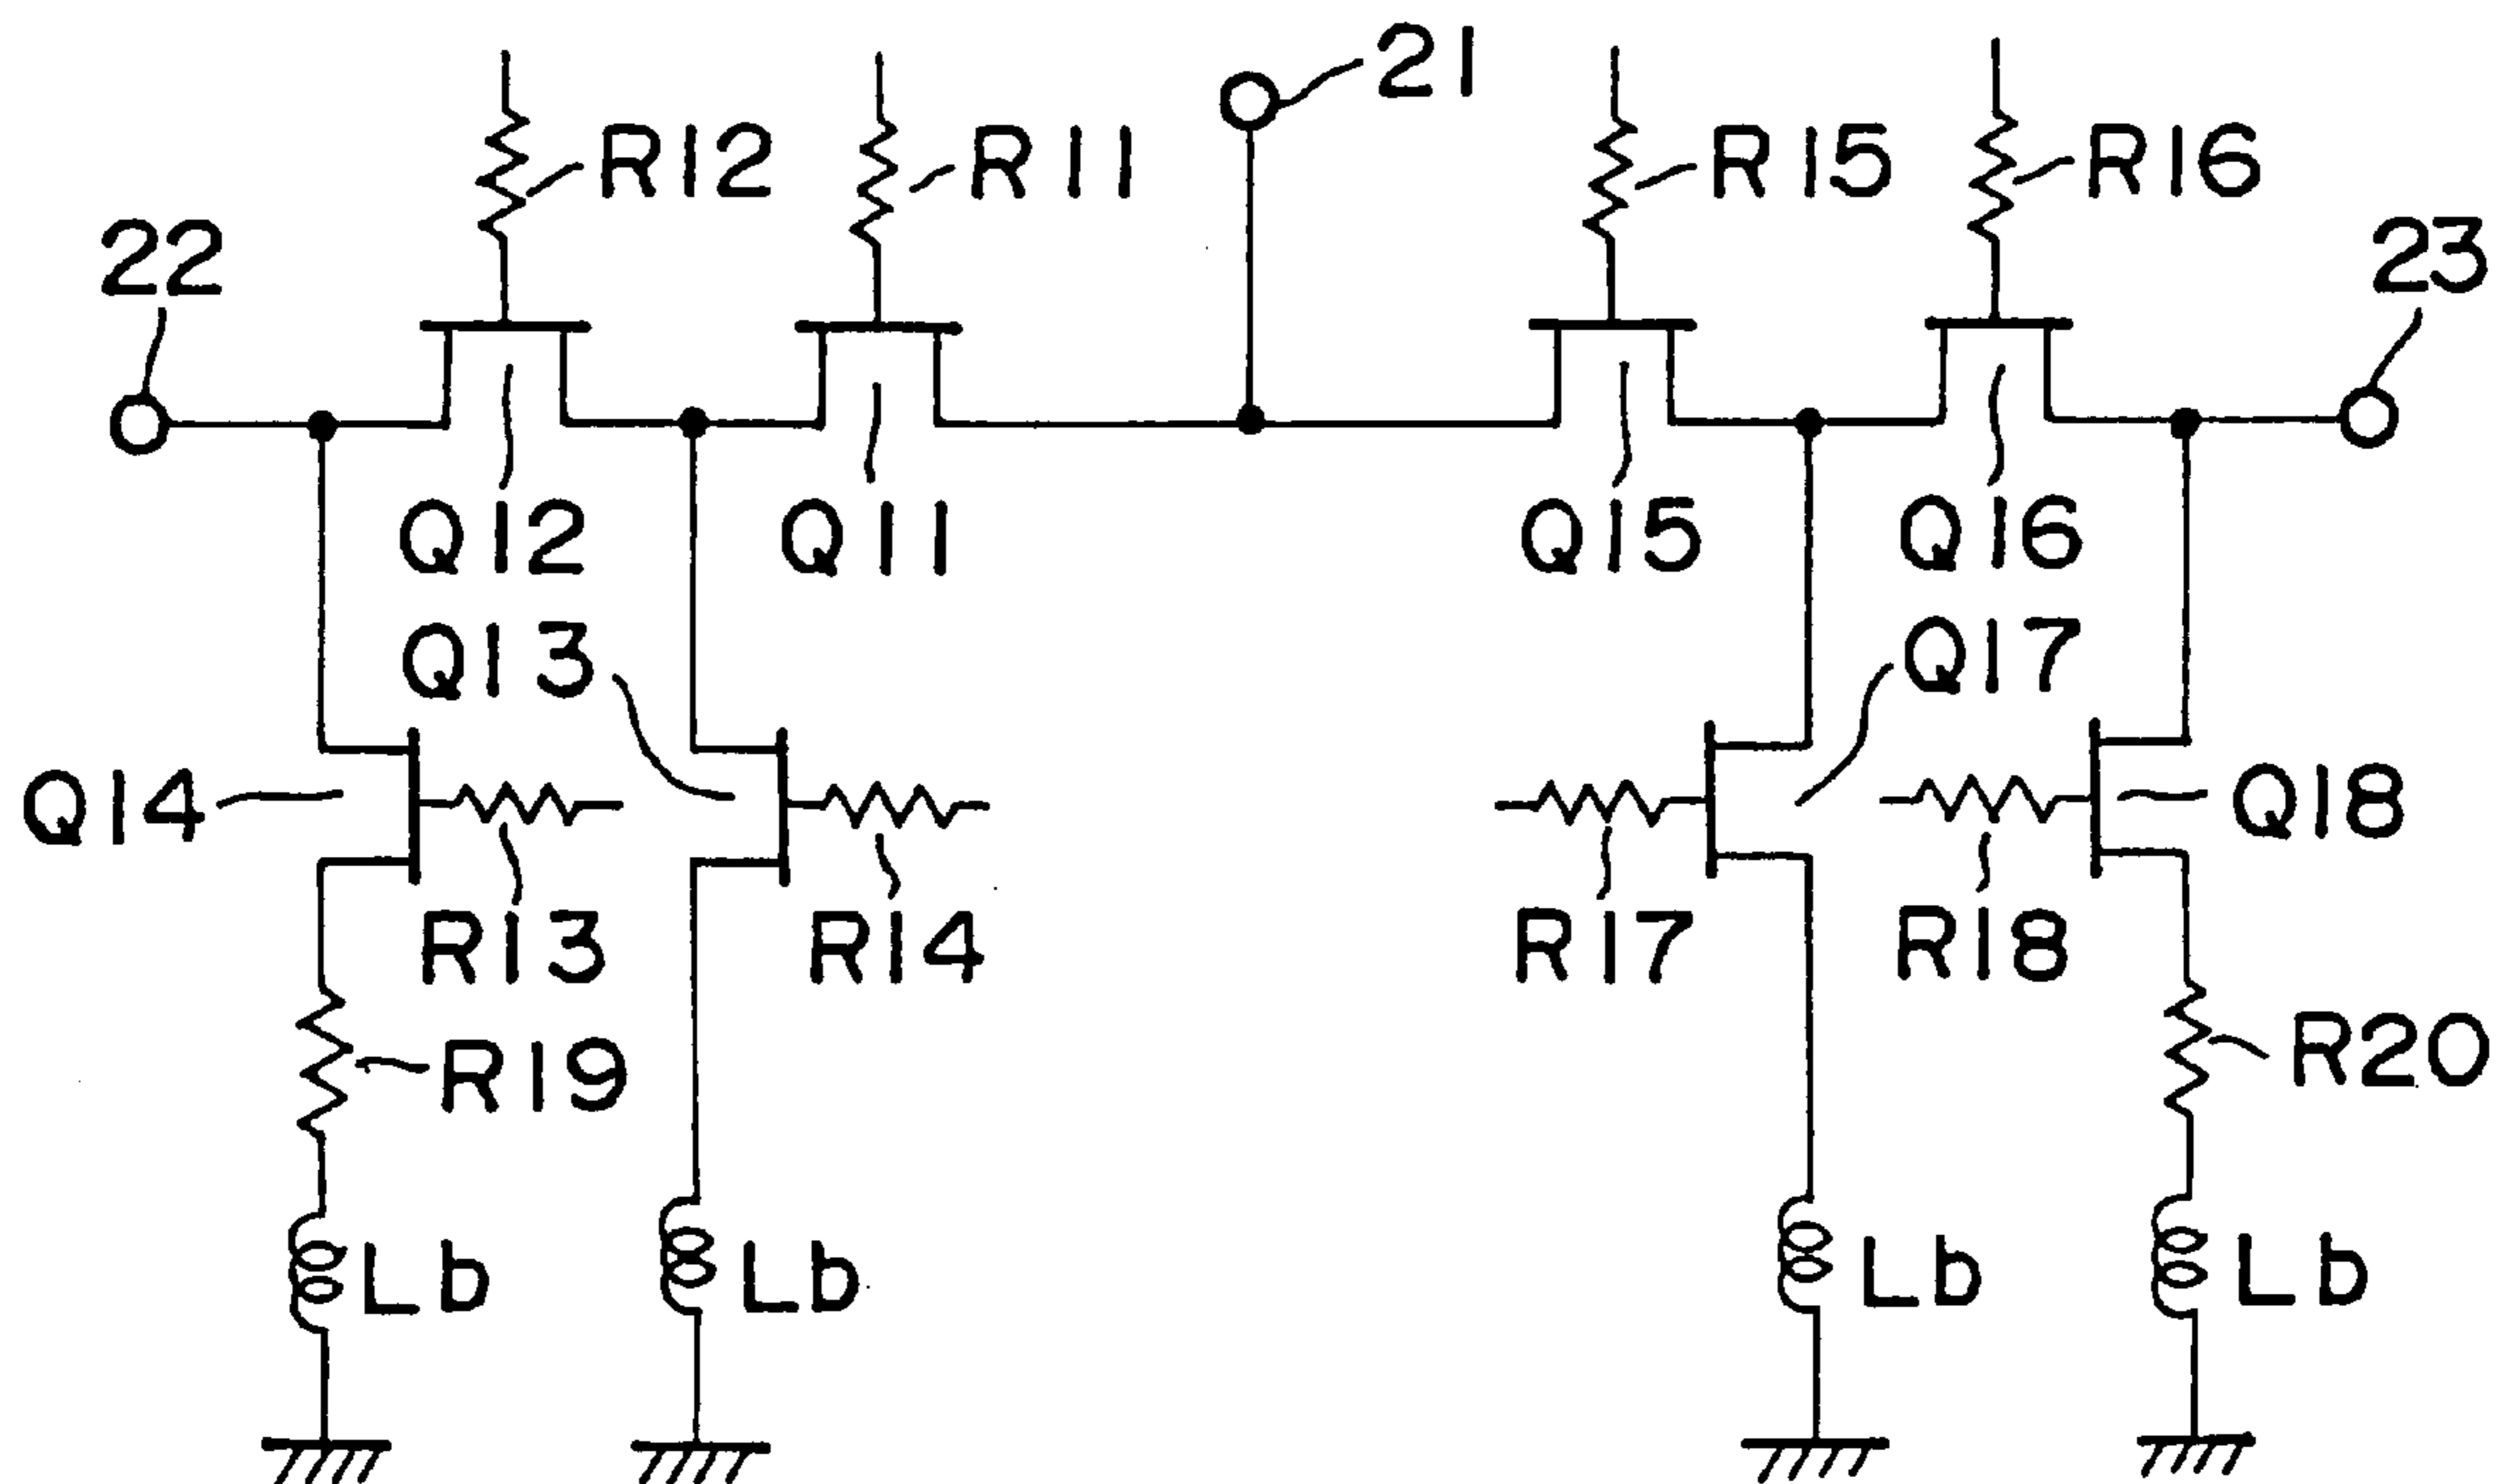 21
R12 R11 R15 R16
22 23
Q12 Q11 Q15 Q16
Q13 Q17
Q14 Q18
R13 R14 R17 R18
R19 R20
Lb Lb Lb Lb